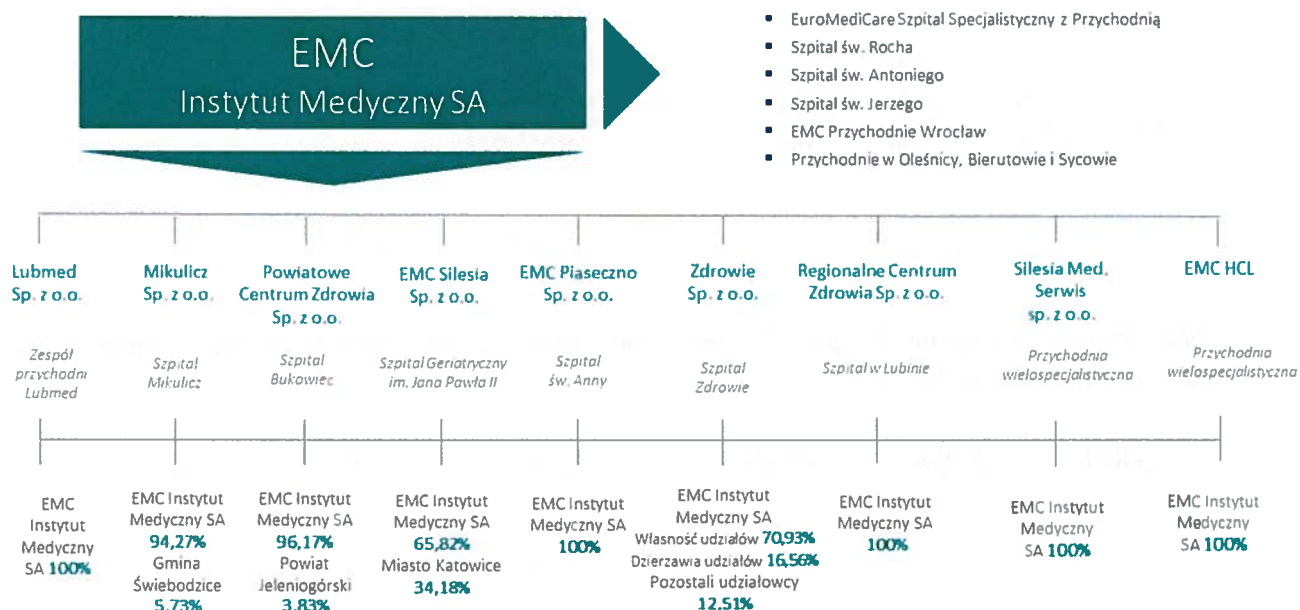 EMC
Instytut Medyczny SA
EuroMediCare Szpital Specjalistyczny z Przychodnią
Szpital św. Rocha
Szpital św. Antoniego
Szpital św. Jerzego
EMC Przychodnie Wrocław
Przychodnie w Oleśnicy, Bierutowie i Sycowie
Lubmed
Sp. z o.o.
Mikulicz
Sp. z o.o.
Powiatowe
Centrum Zdrowia
Sp. z o.o.
EMC Silesia
Sp. z o.o.
EMC Piaseczno
Sp. z o.o.
Zdrowie
Sp. z o.o.
Regionalne Centrum
Zdrowia Sp. z o.o.
Silesia Med.
Serwis
sp. z o.o.
EMC HCL
Zespół
przychodni
Lubmed
Szpital
Mikulicz
Szpital
Bukowiec
Szpital Geriatryczny
im. Jana Pawła II
Szpital
św. Anny
Szpital
Zdrowie
Szpital w Lubinie
Przychodnia
wielospecjalistyczna
Przychodnia
wielospecjalistyczna
EMC
Instytut
Medyczny
SA 100%
EMC Instytut
Medyczny SA
94,27%
Gmina
Świebodzice
5,73%
EMC Instytut
Medyczny SA
96,17%
Powiat
Jeleniogórski
3,83%
EMC Instytut
Medyczny SA
65,82%
Miasto Katowice
34,18%
EMC Instytut
Medyczny SA
100%
EMC Instytut
Medyczny SA
Własność udziałów 70,93%
Dzierżawa udziałów 16,56%
Pozostali udziałowcy
12,51%
EMC Instytut
Medyczny SA
100%
EMC Instytut
Medyczny
SA 100%
EMC Instytut
Medyczny
SA 100%